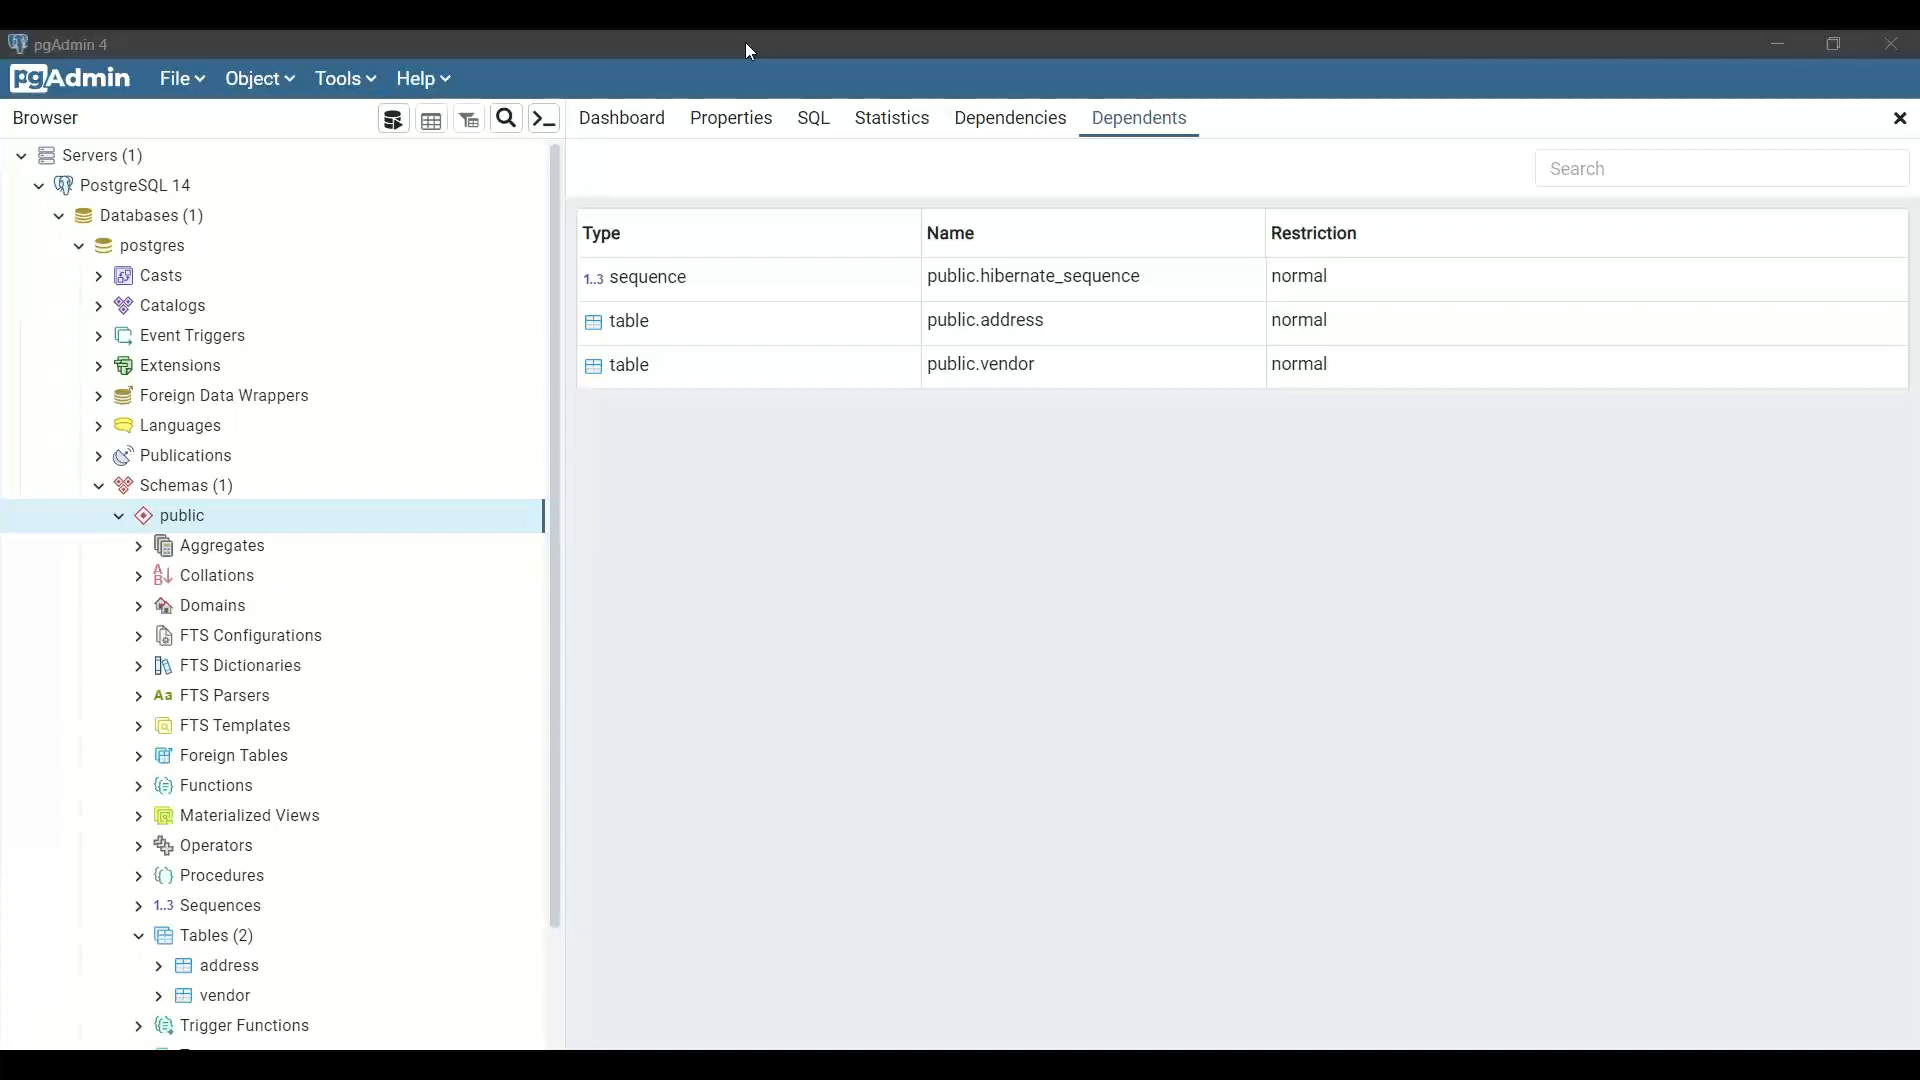 pgAdmin 4
pgAdmin File Object Tools Help
Browser
Dashboard Properties SQL Statistics Dependencies Dependents
Search
Servers (1)
PostgreSQL 14
Databases (1)
postgres
Casts
Catalogs
Event Triggers
Extensions
Foreign Data Wrappers
Languages
Publications
Schemas (1)
public
Aggregates
Collations
Domains
FTS Configurations
FTS Dictionaries
Aa FTS Parsers
FTS Templates
Foreign Tables
Functions
Materialized Views
Operators
Procedures
1..3 Sequences
Tables (2)
address
vendor
Trigger Functions
Type Name Restriction
1..3 sequence public.hibernate_sequence normal
table public.address normal
table public.vendor normal